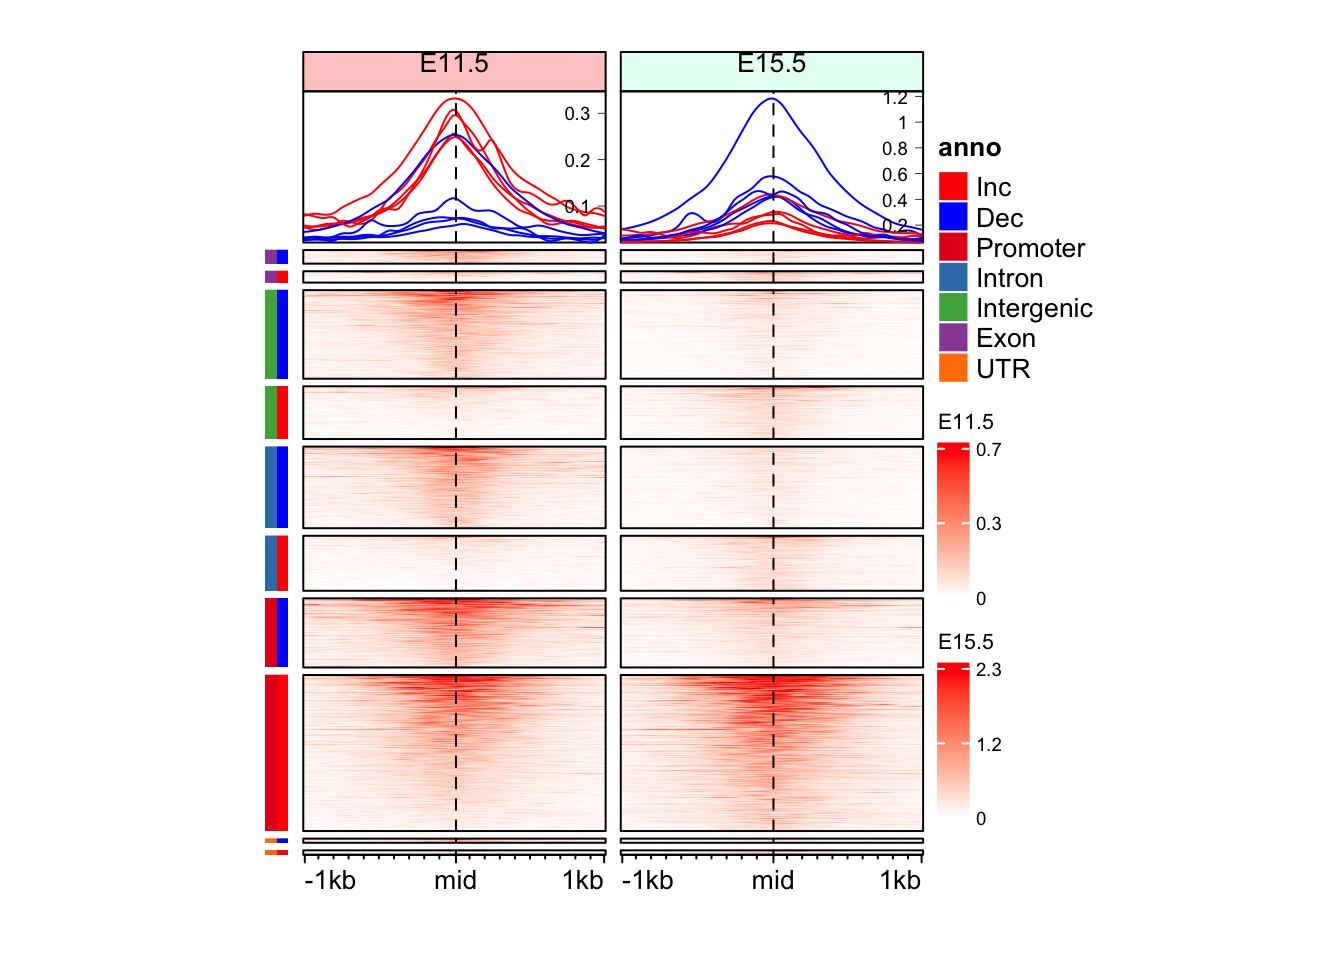 E11.5 E15.5
0.3
0.2
0.1
1.2
1
0.8
0.6
0.4
0.2
anno
Inc
Dec
Promoter
Intron
Intergenic
Exon
UTR
E11.5
0.7
0.3
0
E15.5
2.3
1.2
0
-1kb mid 1kb -1kb mid 1kb